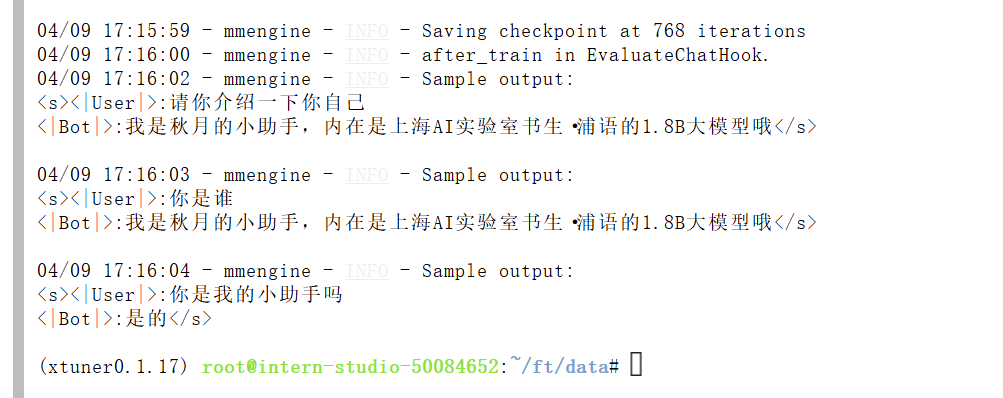 04/09 17:15:59 - mmengine - INFO - Saving checkpoint at 768 iterations
04/09 17:16:00 - mmengine - INFO - after_train in EvaluateChatHook.
04/09 17:16:02 - mmengine - INFO - Sample output:
<s><|User|>:请你介绍一下你自己
<|Bot|>:我是秋月的小助手，内在是上海AI实验室书生·浦语的1.8B大模型哦</s>
04/09 17:16:03 - mmengine - INFO - Sample output:
<s><|User|>:你是谁
<|Bot|>:我是秋月的小助手，内在是上海AI实验室书生·浦语的1.8B大模型哦</s>
04/09 17:16:04 - mmengine - INFO - Sample output:
<s><|User|>:你是我的小助手吗
<|Bot|>:是的</s>
(xtuner0.1.17) root@intern-studio-50084652:~/ft/data#